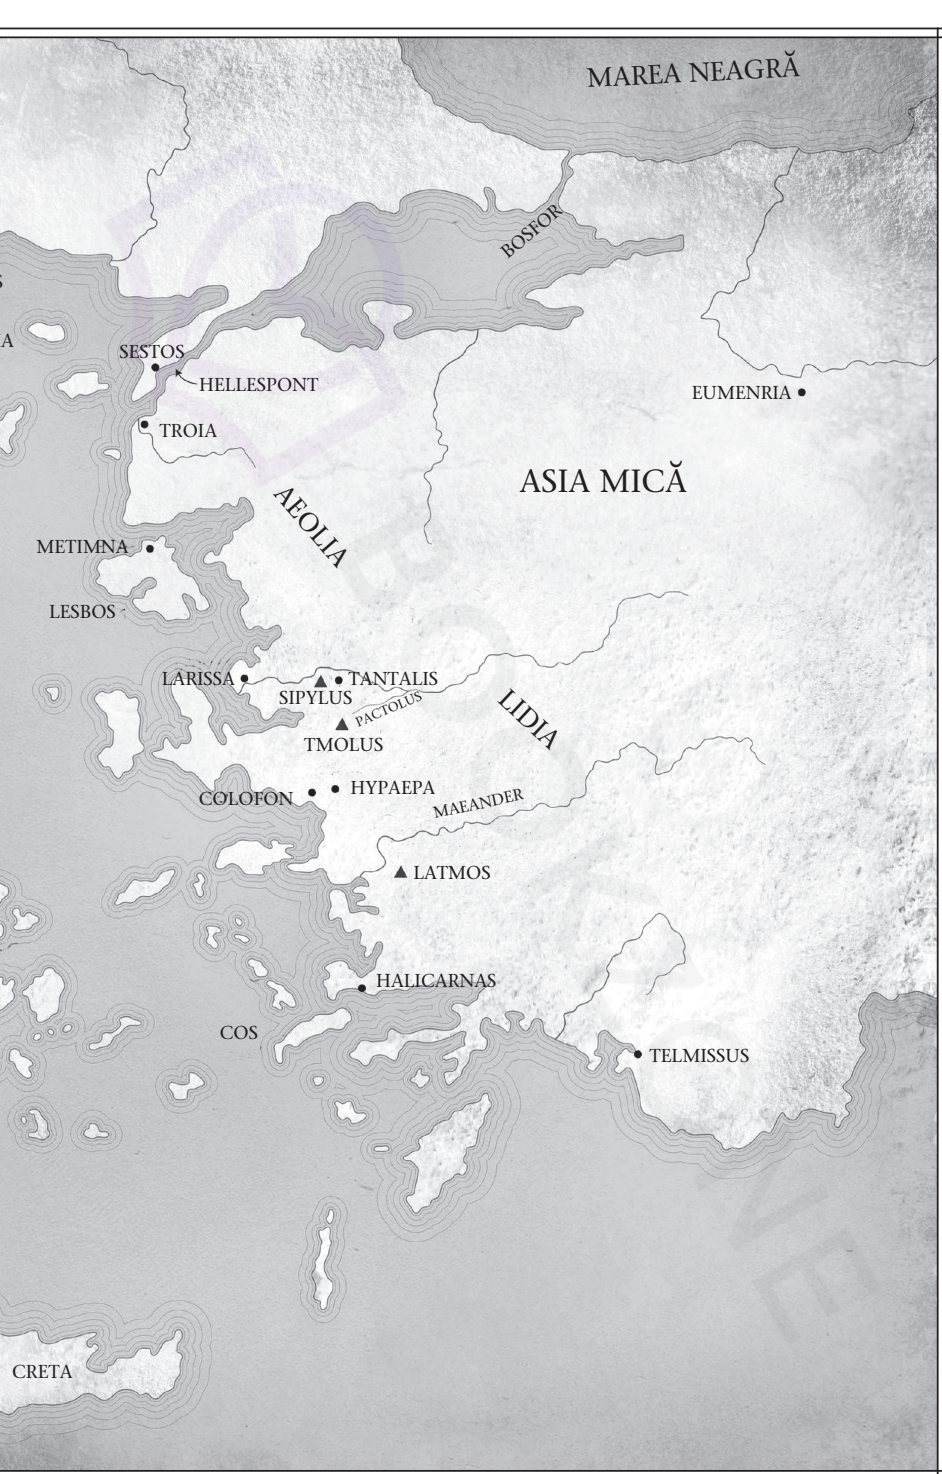 MAREA NEAGRĂ
BOSFOR
S
A
SESTOS
HELLESPONT
EUMENRIA
TROIA
ASIA MICĂ
AEOLIA
METIMNA
LESBOS
LARISSA
TANTALIS
SIPYLUS
PACTOLUS
LIDIA
TMOLUS
HYPAEPA
COLOFON
MAEANDER
LATMOS
HALICARNAS
COS
TELMISSUS
CRETA
BOOKZONE